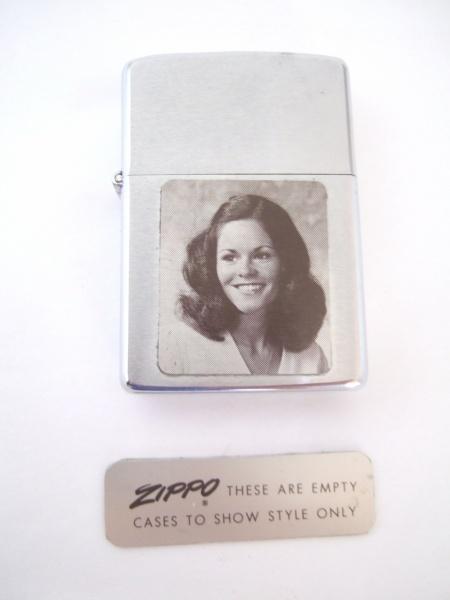 ZIPPO® THESE ARE EMPTY
CASES TO SHOW STYLE ONLY